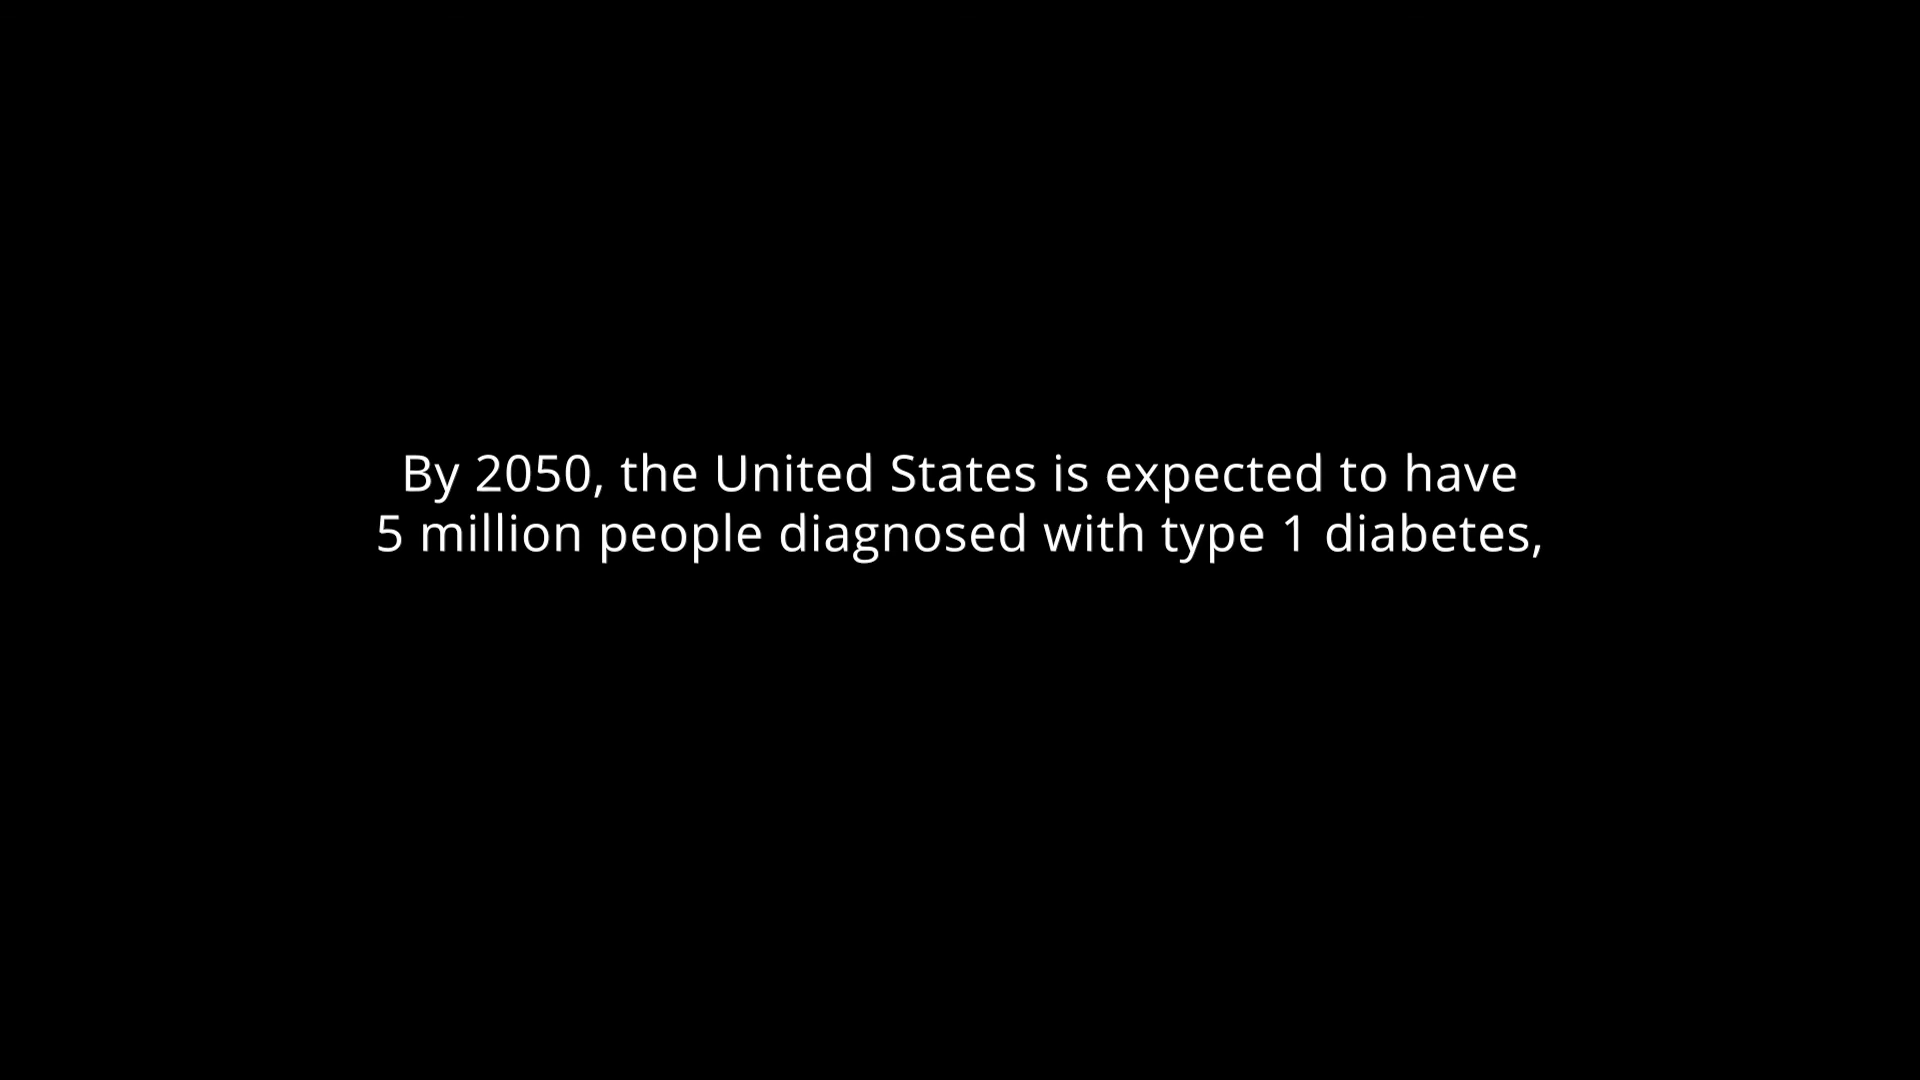 By 2050, the United States is expected to have
5 million people diagnosed with type 1 diabetes,